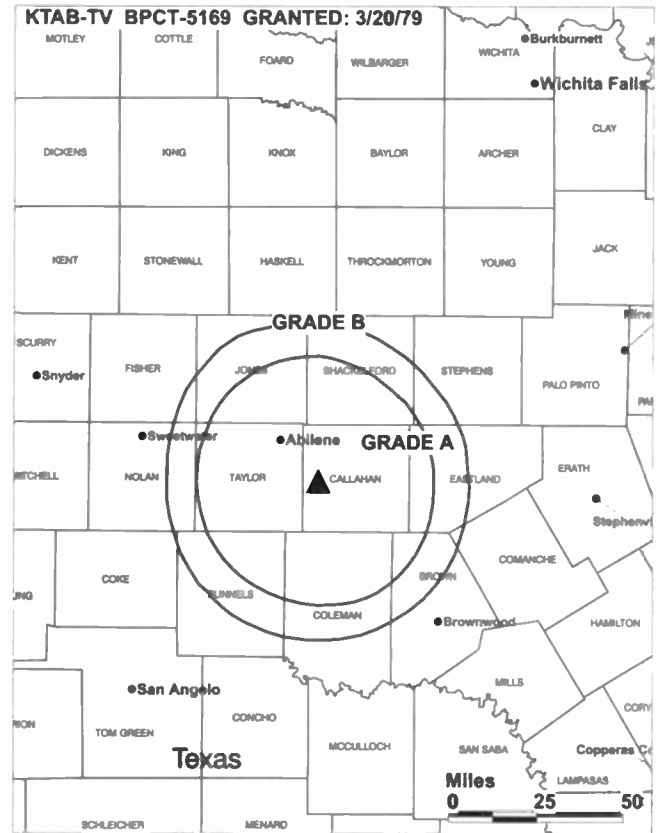 KTAB-TV BPCT-5169 GRANTED: 3/20/79
MOTLEY
COTTLE
FOARD
WILBARGER
WICHITA
Burkburnett
Wichita Falls
CLAY
DICKENS
KING
KNOX
BAYLOR
ARCHER
JACK
KENT
STONEWALL
HASKELL
THROCKMORTON
YOUNG
GRADE B
SCURRY
FISHER
JONES
SHACKELFORD
STEPHENS
PALO PINTO
Snyder
Sweetwater
Abilene
GRADE A
MITCHELL
NOLAN
TAYLOR
CALLAHAN
EASTLAND
ERATH
Stephenvi
COKE
RUNNELS
COLEMAN
BROWN
COMANCHE
Brownwood
HAMILTON
MILLS
San Angelo
TOM GREEN
CONCHO
MCCULLOCH
SAN SABA
Copperas
LAMPASAS
Texas
SCHLEICHER
MENARD
Miles
0 25 50